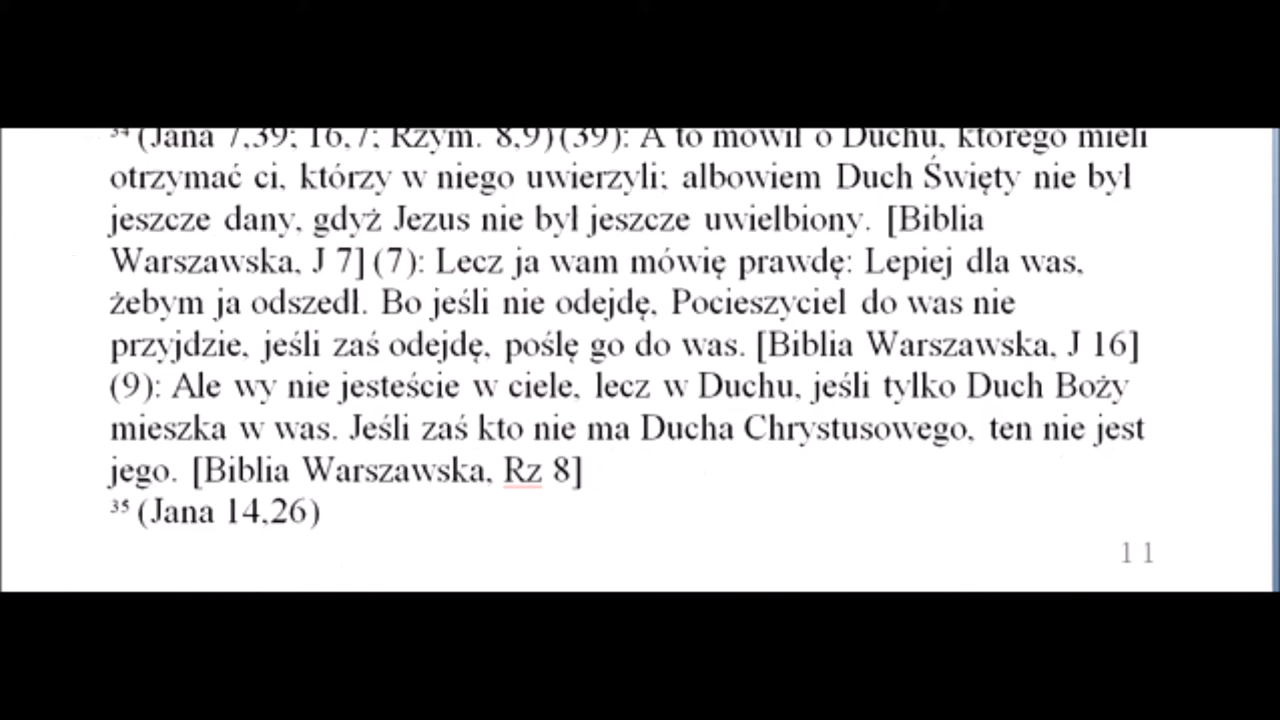 ³⁴ (Jana 7,39; 16,7; Rzym. 8,9)(39): A to mówił o Duchu, którego mieli
otrzymać ci, którzy w niego uwierzyli; albowiem Duch Święty nie był
jeszcze dany, gdyż Jezus nie był jeszcze uwielbiony. [Biblia
Warszawska, J 7] (7): Lecz ja wam mówię prawdę: Lepiej dla was,
żebym ja odszedł. Bo jeśli nie odejdę, Pocieszyciel do was nie
przyjdzie, jeśli zaś odejdę, poślę go do was. [Biblia Warszawska, J 16]
(9): Ale wy nie jesteście w ciele, lecz w Duchu, jeśli tylko Duch Boży
mieszka w was. Jeśli zaś kto nie ma Ducha Chrystusowego, ten nie jest
jego. [Biblia Warszawska, Rz 8]
³⁵ (Jana 14,26)
11